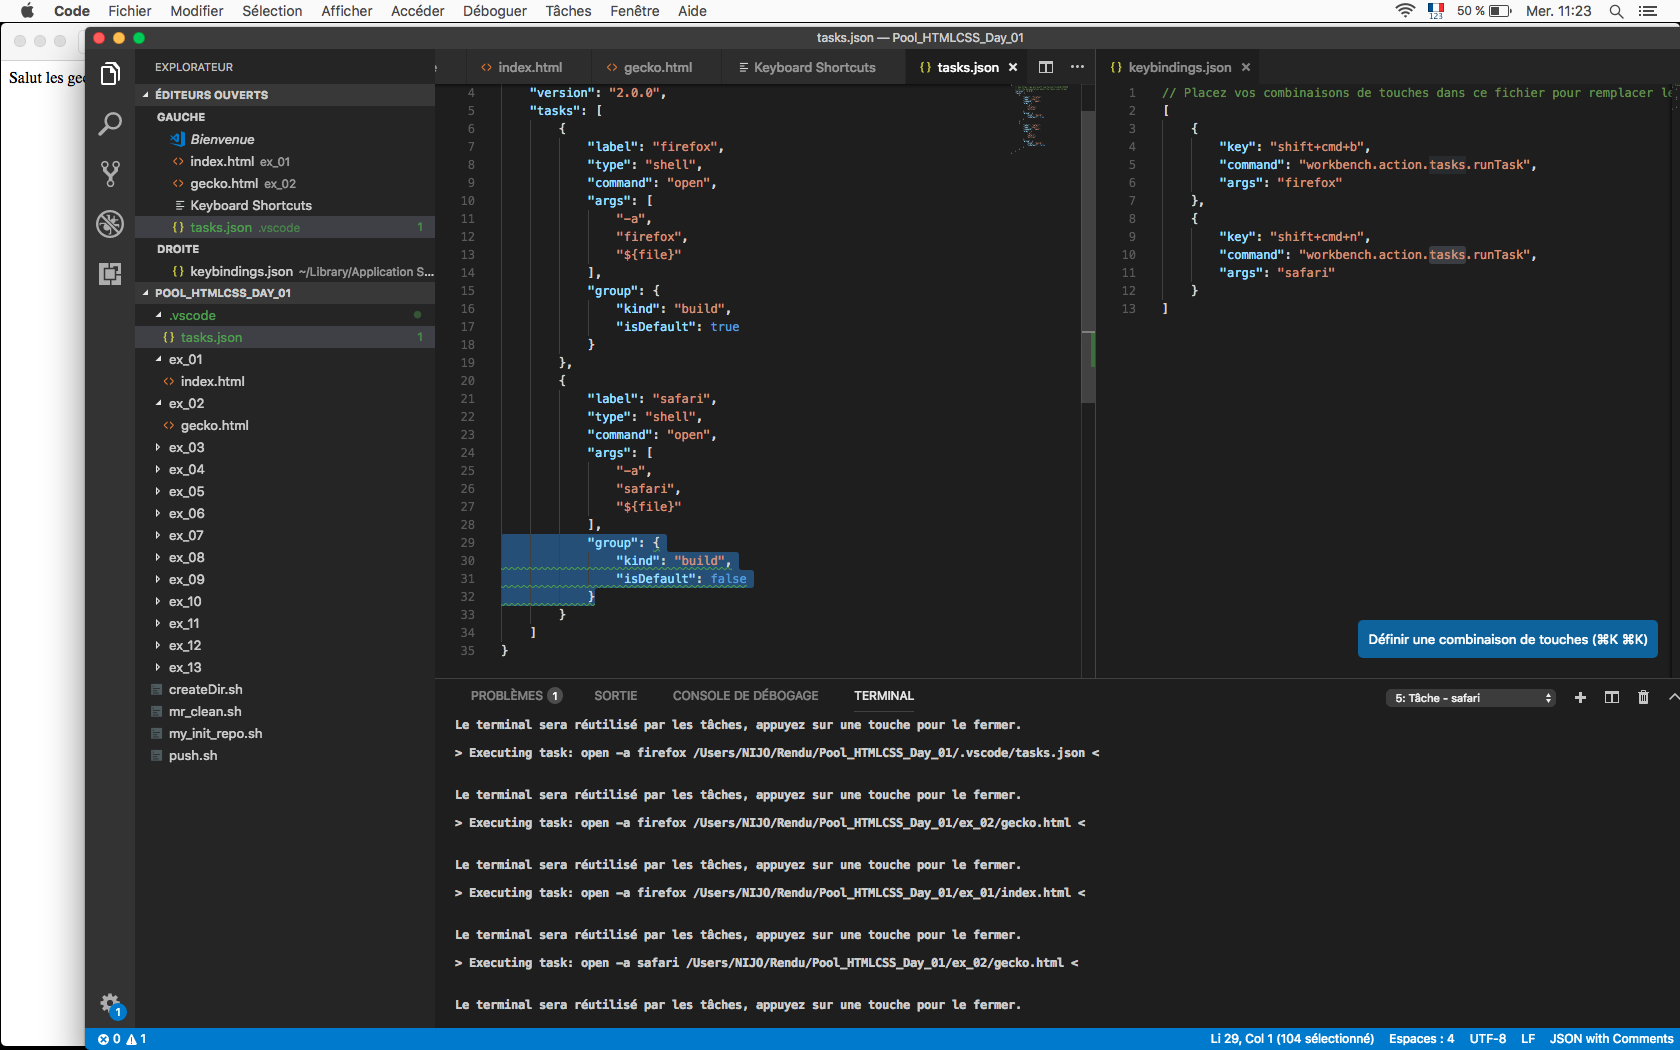 Code Fichier Modifier Sélection Afficher Accéder Déboguer Tâches Fenêtre Aide 123 50 % Mer. 11:23
tasks.json — Pool_HTMLCSS_Day_01
Salut les
EXPLORATEUR
ÉDITEURS OUVERTS
GAUCHE
Bienvenue
index.html ex_01
gecko.html ex_02
Keyboard Shortcuts
tasks.json .vscode 1
DROITE
keybindings.json ~/Library/Application S...
POOL_HTMLCSS_DAY_01
.vscode
tasks.json 1
ex_01
index.html
ex_02
gecko.html
ex_03
ex_04
ex_05
ex_06
ex_07
ex_08
ex_09
ex_10
ex_11
ex_12
ex_13
createDir.sh
mr_clean.sh
my_init_repo.sh
push.sh
1
index.html gecko.html Keyboard Shortcuts tasks.json
4 "version": "2.0.0",
5 "tasks": [
6 {
7 "label": "firefox",
8 "type": "shell",
9 "command": "open",
10 "args": [
11 "-a",
12 "firefox",
13 "${file}"
14 ],
15 "group": {
16 "kind": "build",
17 "isDefault": true
18 }
19 },
20 {
21 "label": "safari",
22 "type": "shell",
23 "command": "open",
24 "args": [
25 "-a",
26 "safari",
27 "${file}"
28 ],
29 "group": {
30 "kind": "build",
31 "isDefault": false
32 }
33 }
34 ]
35 }
keybindings.json
1 // Placez vos combinaisons de touches dans ce fichier pour remplacer le
2 [
3 {
4 "key": "shift+cmd+b",
5 "command": "workbench.action.tasks.runTask",
6 "args": "firefox"
7 },
8 {
9 "key": "shift+cmd+n",
10 "command": "workbench.action.tasks.runTask",
11 "args": "safari"
12 }
13 ]
Définir une combinaison de touches (⌘K ⌘K)
PROBLÈMES 1 SORTIE CONSOLE DE DÉBOGAGE TERMINAL 5: Tâche - safari
Le terminal sera réutilisé par les tâches, appuyez sur une touche pour le fermer.
> Executing task: open -a firefox /Users/NIJO/Rendu/Pool_HTMLCSS_Day_01/.vscode/tasks.json <
Le terminal sera réutilisé par les tâches, appuyez sur une touche pour le fermer.
> Executing task: open -a firefox /Users/NIJO/Rendu/Pool_HTMLCSS_Day_01/ex_02/gecko.html <
Le terminal sera réutilisé par les tâches, appuyez sur une touche pour le fermer.
> Executing task: open -a firefox /Users/NIJO/Rendu/Pool_HTMLCSS_Day_01/ex_01/index.html <
Le terminal sera réutilisé par les tâches, appuyez sur une touche pour le fermer.
> Executing task: open -a safari /Users/NIJO/Rendu/Pool_HTMLCSS_Day_01/ex_02/gecko.html <
Le terminal sera réutilisé par les tâches, appuyez sur une touche pour le fermer.
0 1 Li 29, Col 1 (104 sélectionné) Espaces : 4 UTF-8 LF JSON with Comments